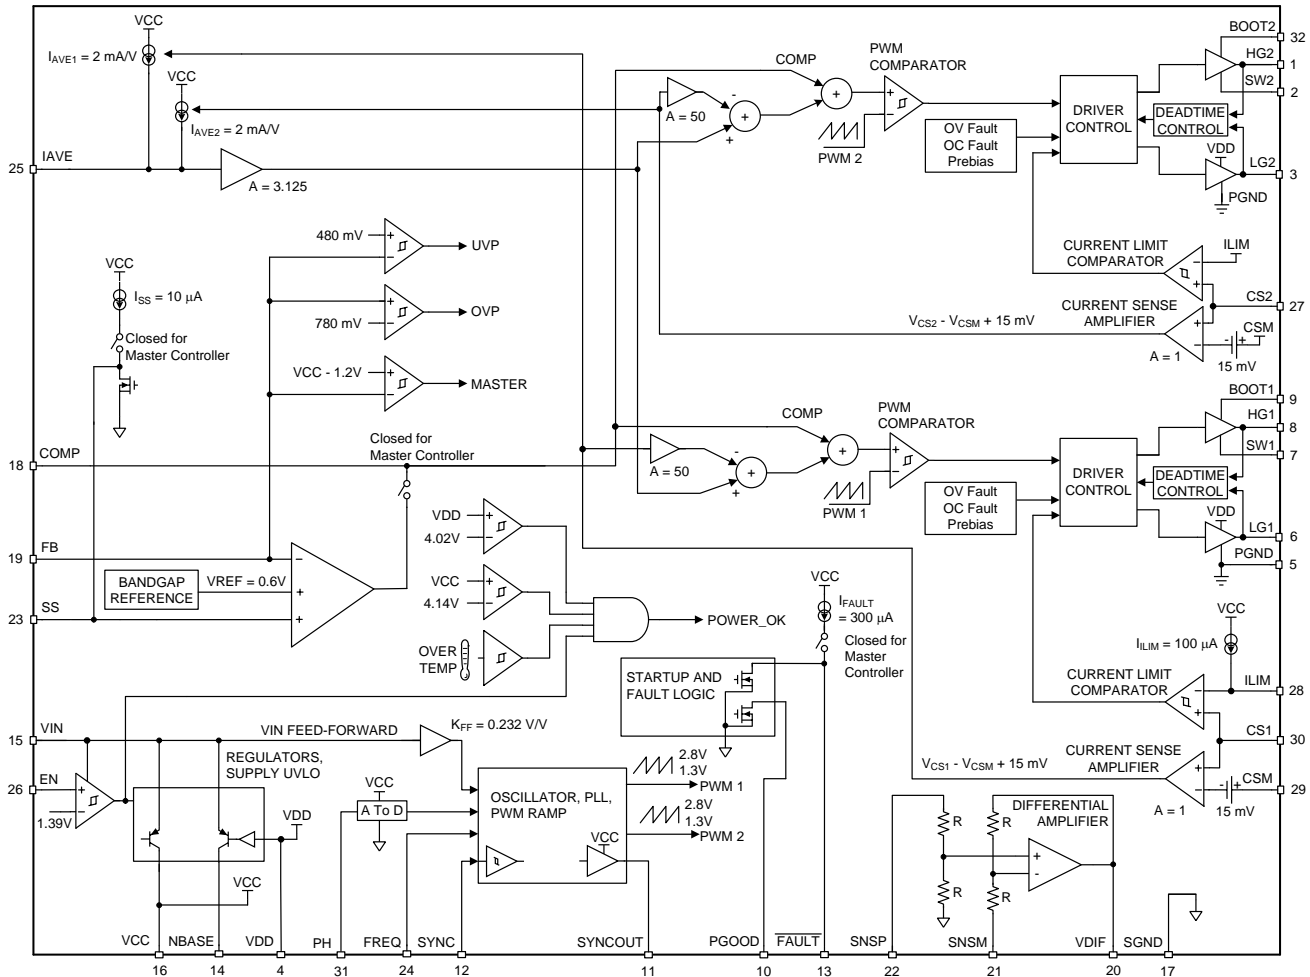 VCC
I_AVE1 = 2 mA/V
VCC
I_AVE2 = 2 mA/V
25
IAVE
A = 3.125
A = 50
-
+
+
COMP
+
PWM 2
PWM
COMPARATOR
+
−
OV Fault
OC Fault
Prebias
DRIVER
CONTROL
DEADTIME
CONTROL
VDD
PGND
BOOT2
32
HG2
1
SW2
2
LG2
3
480 mV
+
−
UVP
+
780 mV
−
OVP
VCC - 1.2V
+
−
MASTER
VCC
I_SS = 10 µA
Closed for
Master Controller
CURRENT LIMIT
COMPARATOR
ILIM
−
+
CS2
27
CURRENT SENSE
AMPLIFIER
V_CS2 - V_CSM + 15 mV
+
−
A = 1
- +
CSM
15 mV
18
COMP
Closed for
Master Controller
A = 50
-
+
+
COMP
+
PWM 1
PWM
COMPARATOR
+
−
OV Fault
OC Fault
Prebias
DRIVER
CONTROL
DEADTIME
CONTROL
VDD
BOOT1
9
HG1
8
SW1
7
LG1
6
PGND
5
19
FB
BANDGAP
REFERENCE
VREF = 0.6V
−
+
+
23
SS
VDD
+
4.02V
−
VCC
+
4.14V
−
OVER
TEMP
POWER_OK
VCC
I_FAULT
= 300 µA
Closed for
Master
Controller
STARTUP AND
FAULT LOGIC
VCC
I_ILIM = 100 µA
CURRENT LIMIT
COMPARATOR
−
+
ILIM
28
CS1
30
CURRENT SENSE
AMPLIFIER
V_CS1 - V_CSM + 15 mV
+
−
A = 1
- +
CSM
29
15 mV
15
VIN
VIN FEED-FORWARD
K_FF = 0.232 V/V
26
EN
+
−
1.39V
REGULATORS,
SUPPLY UVLO
VDD
VCC
VCC
A To D
OSCILLATOR, PLL,
PWM RAMP
VCC
2.8V
1.3V
PWM 1
2.8V
1.3V
PWM 2
DIFFERENTIAL
AMPLIFIER
R
R
R
R
+
-
VCC
16
NBASE
14
VDD
4
PH
31
FREQ
24
SYNC
12
SYNCOUT
11
PGOOD
10
FAULT
13
SNSP
22
SNSM
21
VDIF
20
SGND
17